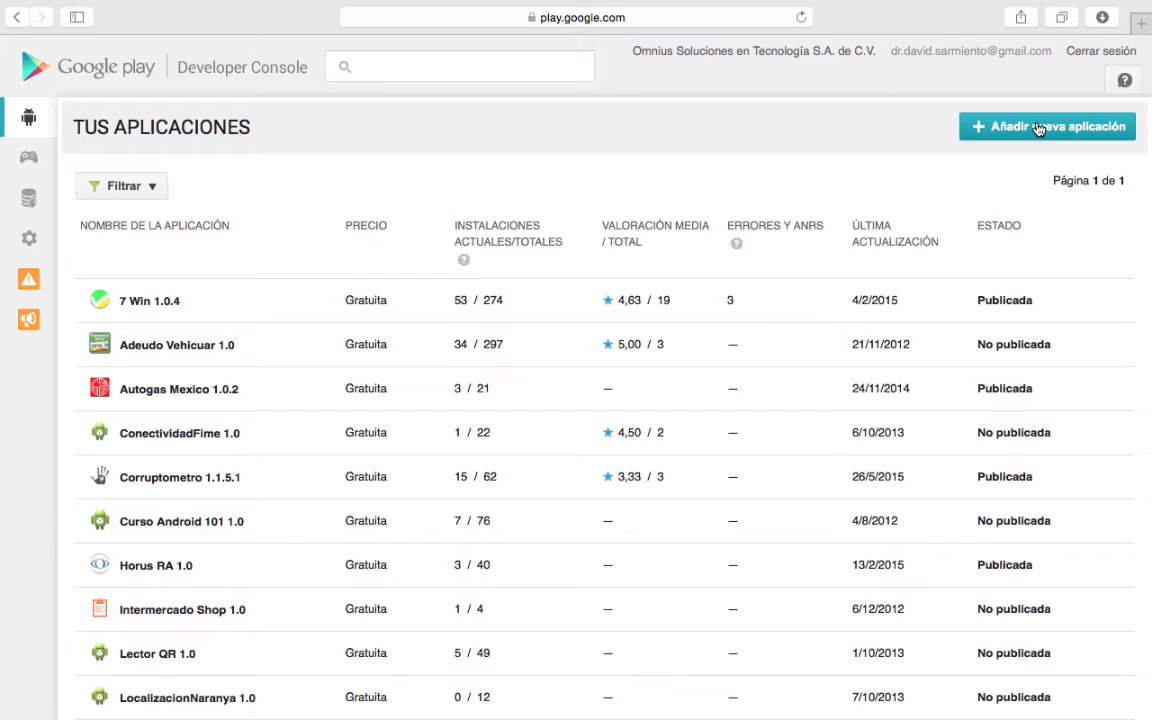 play.google.com
Google play | Developer Console
Omnius Soluciones en Tecnología S.A. de C.V. dr.david.sarmiento@gmail.com Cerrar sesión
TUS APLICACIONES
+ Añadir nueva aplicación
Filtrar
Página 1 de 1
NOMBRE DE LA APLICACIÓN PRECIO INSTALACIONES ACTUALES/TOTALES VALORACIÓN MEDIA / TOTAL ERRORES Y ANRS ÚLTIMA ACTUALIZACIÓN ESTADO
7 Win 1.0.4 Gratuita 53 / 274 ★ 4,63 / 19 3 4/2/2015 Publicada
Adeudo Vehicuar 1.0 Gratuita 34 / 297 ★ 5,00 / 3 — 21/11/2012 No publicada
Autogas Mexico 1.0.2 Gratuita 3 / 21 — — 24/11/2014 Publicada
ConectividadFime 1.0 Gratuita 1 / 22 ★ 4,50 / 2 — 6/10/2013 No publicada
Corruptometro 1.1.5.1 Gratuita 15 / 62 ★ 3,33 / 3 — 26/5/2015 Publicada
Curso Android 101 1.0 Gratuita 7 / 76 — — 4/8/2012 No publicada
Horus RA 1.0 Gratuita 3 / 40 — — 13/2/2015 Publicada
Intermercado Shop 1.0 Gratuita 1 / 4 — — 6/12/2012 No publicada
Lector QR 1.0 Gratuita 5 / 49 — — 1/10/2013 No publicada
LocalizacionNaranya 1.0 Gratuita 0 / 12 — — 7/10/2013 No publicada